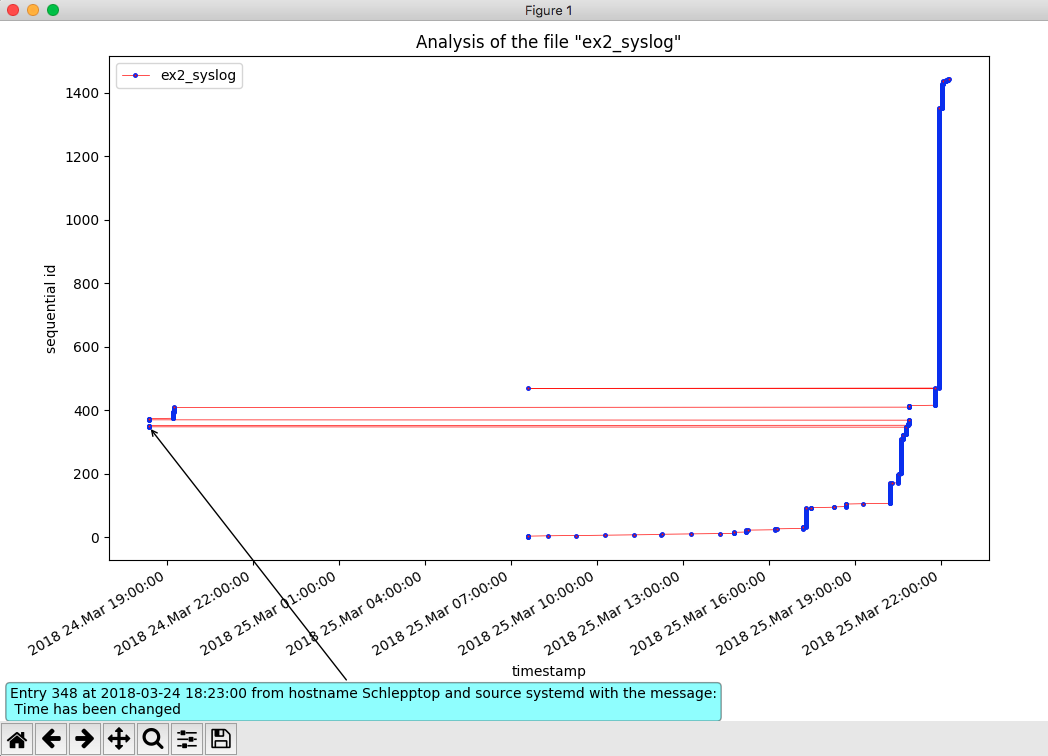 Figure 1
Analysis of the file "ex2_syslog"
ex2_syslog
1400
1200
1000
800
600
400
200
0
sequential id
2018 24.Mar 19:00:00
2018 24.Mar 22:00:00
2018 25.Mar 01:00:00
2018 25.Mar 04:00:00
2018 25.Mar 07:00:00
2018 25.Mar 10:00:00
2018 25.Mar 13:00:00
2018 25.Mar 16:00:00
2018 25.Mar 19:00:00
2018 25.Mar 22:00:00
timestamp
Entry 348 at 2018-03-24 18:23:00 from hostname Schlepptop and source systemd with the message:
Time has been changed